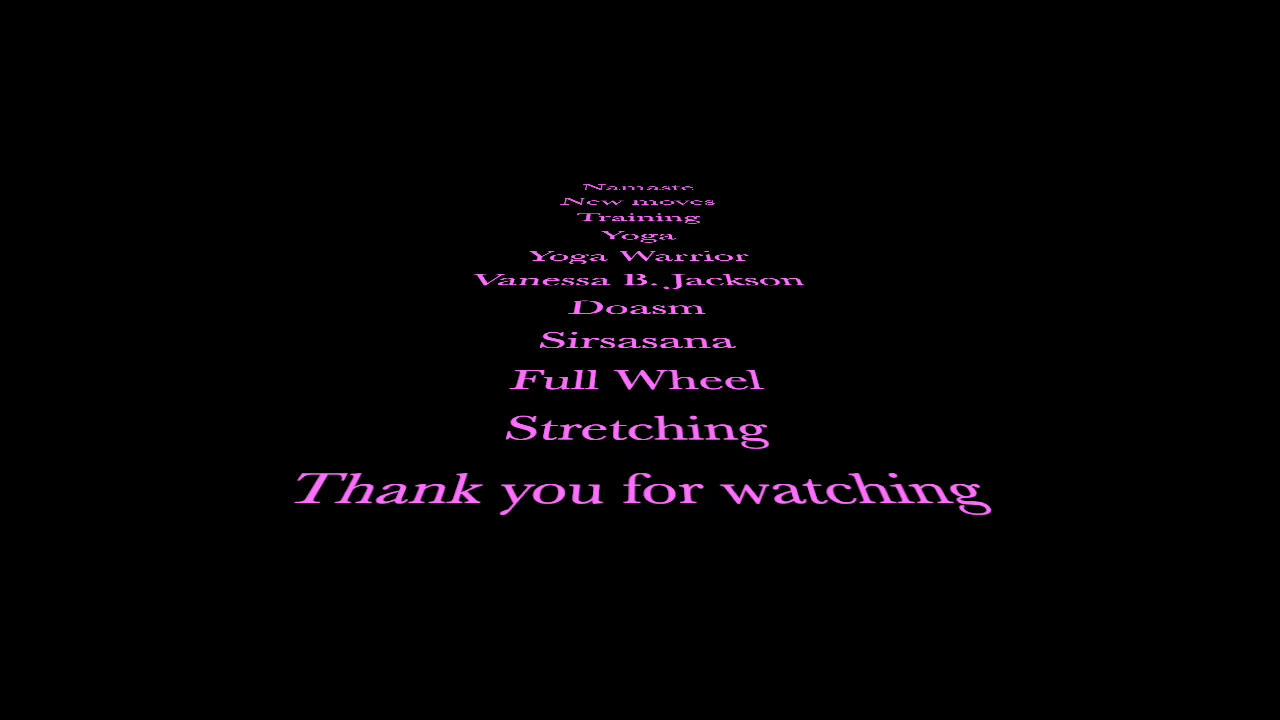 Namaste
New moves
Training
Yoga
Yoga Warrior
Vanessa B. Jackson
Doasm
Sirsasana
Full Wheel
Stretching
Thank you for watching